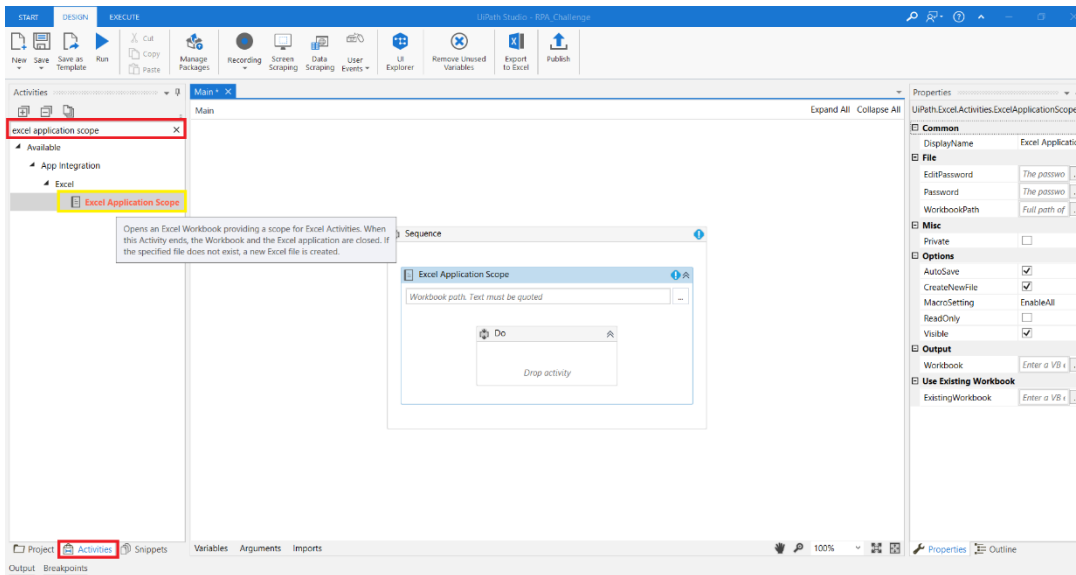 START DESIGN EXECUTE UiPath Studio - RPA_Challenge
New Save Save as Template Run Cut Copy Paste Manage Packages Recording Screen Scraping Data Scraping User Events UI Explorer Remove Unused Variables Export to Excel Publish
Activities
excel application scope
Available
App Integration
Excel
Excel Application Scope
Opens an Excel Workbook providing a scope for Excel Activities. When
this Activity ends, the Workbook and the Excel application are closed. If
the specified file does not exist, a new Excel file is created.
Project Activities Snippets
Main *
Main Expand All Collapse All
Sequence
Excel Application Scope
Workbook path. Text must be quoted ...
Do
Drop activity
Variables Arguments Imports 100%
Properties
UiPath.Excel.Activities.ExcelApplicationScope
Common
DisplayName Excel Applicatio
File
EditPassword The passwo
Password The passwo
WorkbookPath Full path of
Misc
Private
Options
AutoSave
CreateNewFile
MacroSetting EnableAll
ReadOnly
Visible
Output
Workbook Enter a VB e
Use Existing Workbook
ExistingWorkbook Enter a VB e
Properties Outline
Output Breakpoints